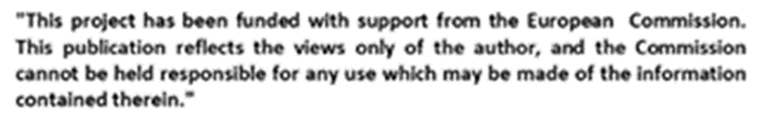 "This project has been funded with support from the European Commission.
This publication reflects the views only of the author, and the Commission
cannot be held responsible for any use which may be made of the information
contained therein."